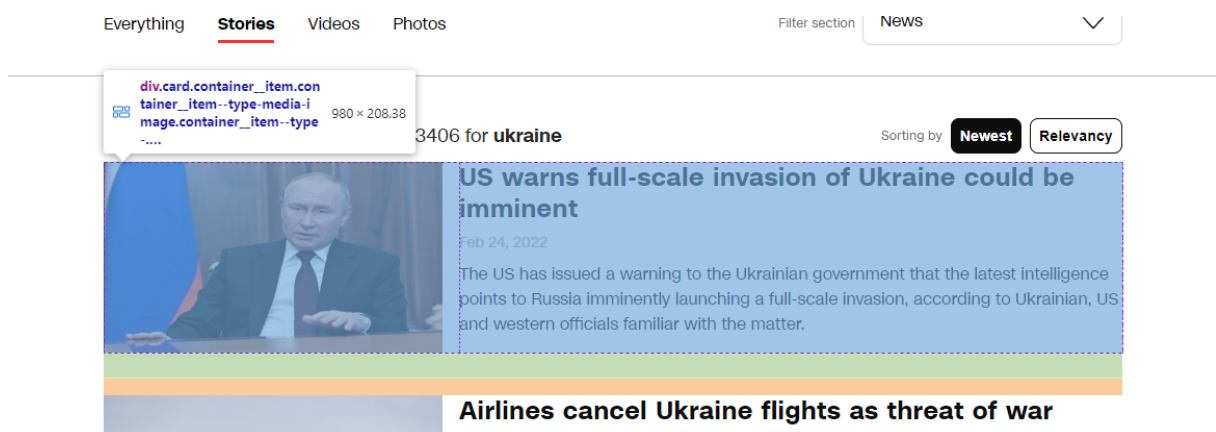 Everything Stories Videos Photos Filter section News
div.card.container__item.con
tainer__item--type-media-i
mage.container__item--type
-....
980 × 208.38
3406 for ukraine Sorting by Newest Relevancy
US warns full-scale invasion of Ukraine could be
imminent
Feb 24, 2022
The US has issued a warning to the Ukrainian government that the latest intelligence
points to Russia imminently launching a full-scale invasion, according to Ukrainian, US
and western officials familiar with the matter.
Airlines cancel Ukraine flights as threat of war